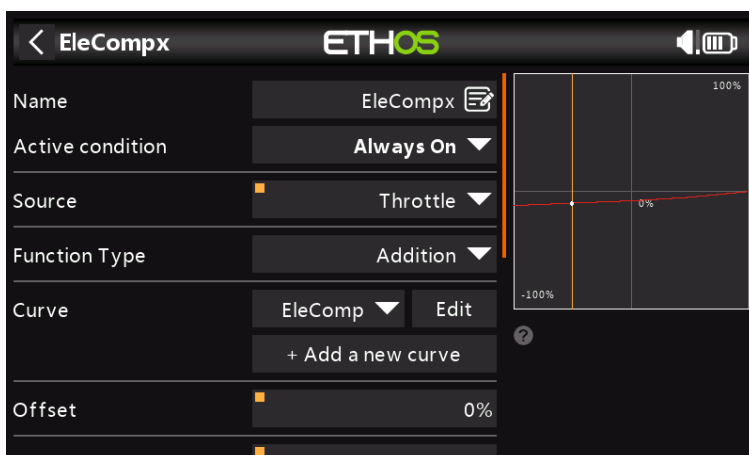 EleCompx
ETHOS
Name
EleCompx
Active condition
Always On
Source
Throttle
Function Type
Addition
Curve
EleComp
Edit
+ Add a new curve
Offset
0%
100%
0%
-100%
?